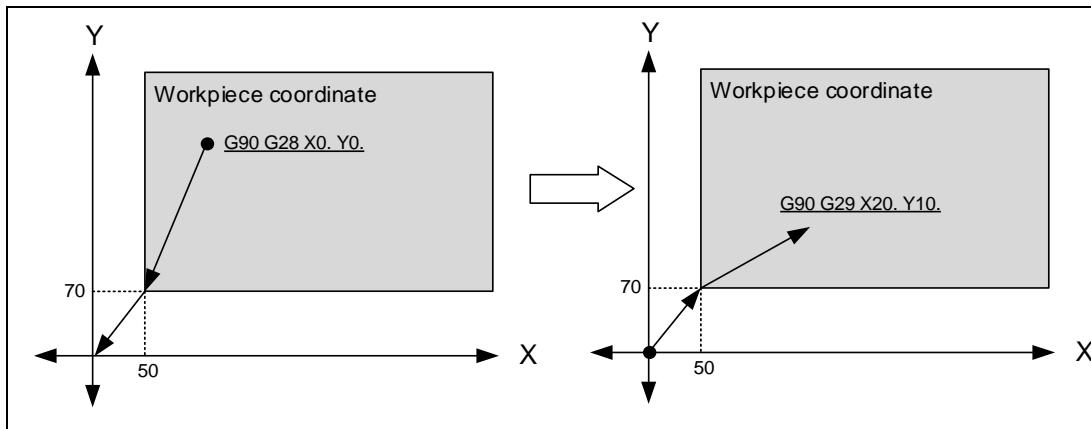 Y
Workpiece coordinate
G90 G28 X0. Y0.
70
50
X
Y
Workpiece coordinate
G90 G29 X20. Y10.
70
50
X